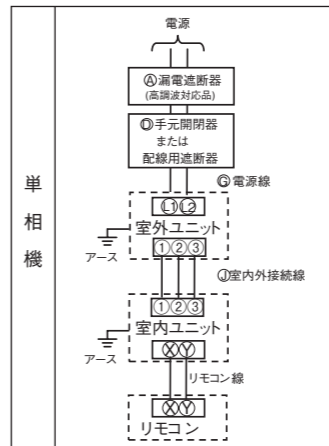 電源
Ⓐ漏電遮断器
(高調波対応品)
Ⓓ手元開閉器
または
配線用遮断器
Ⓖ電源線
L1 L2
室外ユニット
アース
①②③
Ⓙ室内外接続線
①②③
室内ユニット
アース
ⓍⓎ
リモコン線
ⓍⓎ
リモコン
単相機